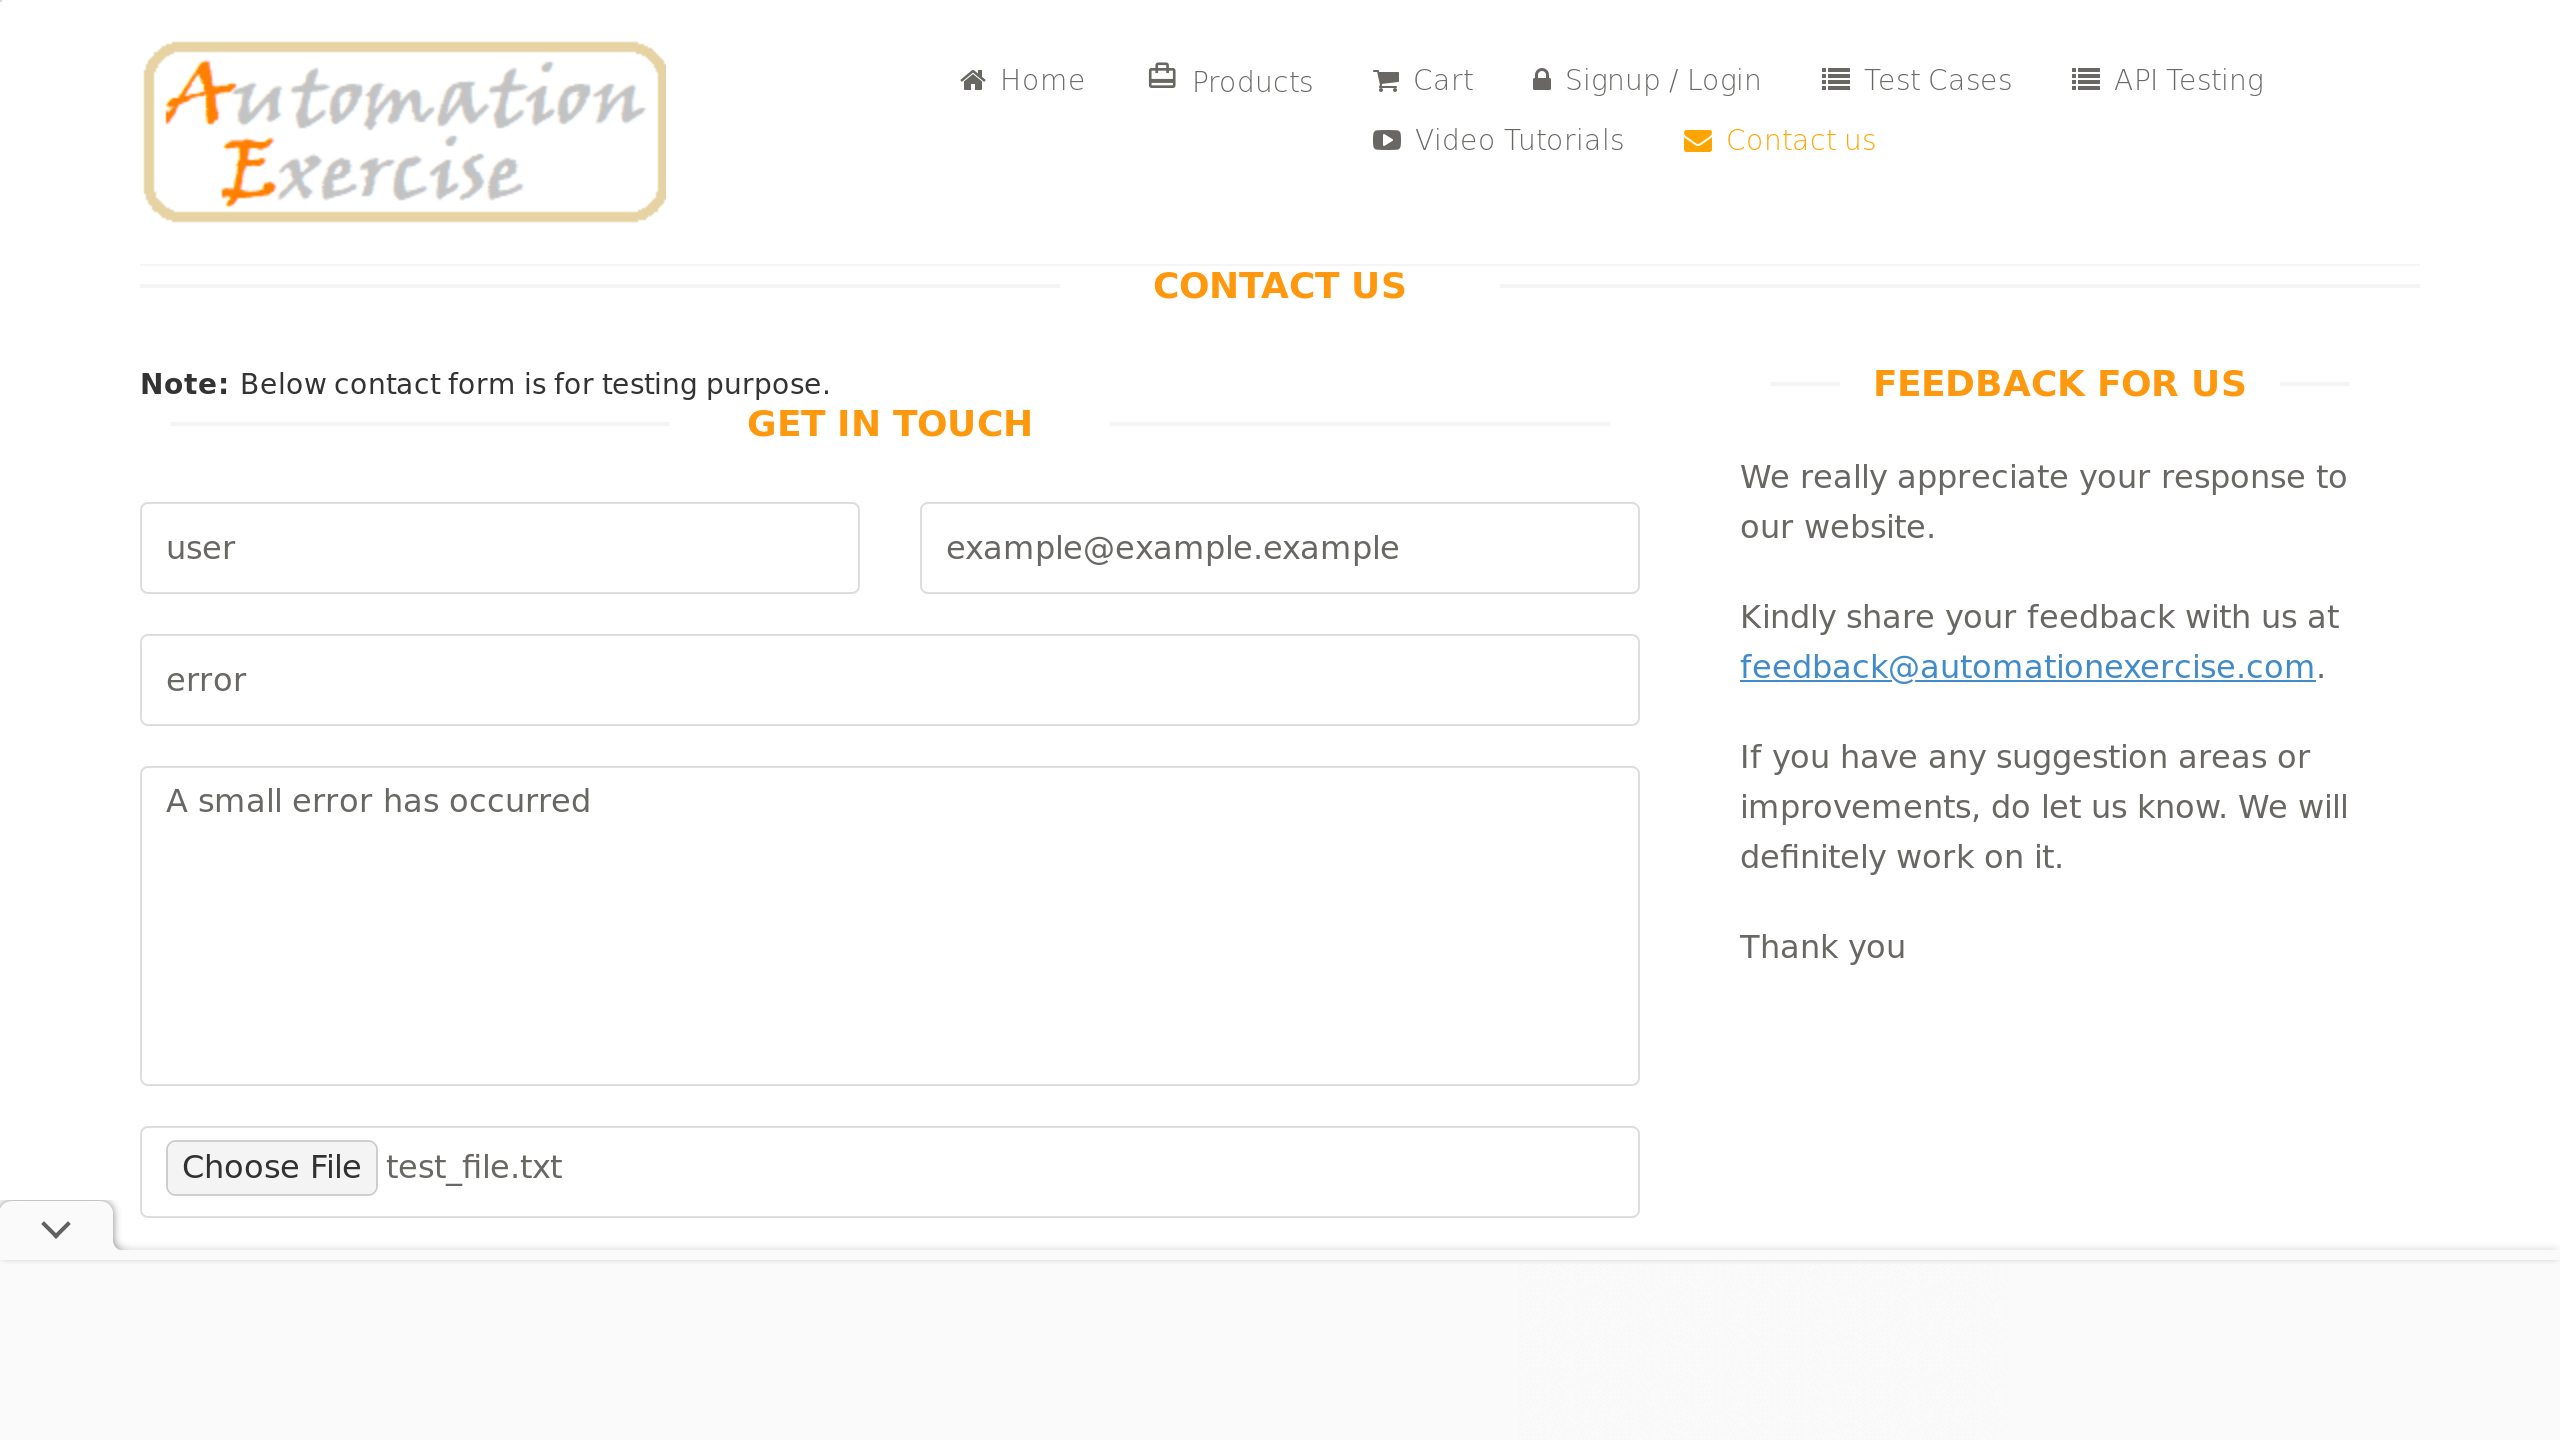 Automation
Exercise
Home
Products
Cart
Signup / Login
Test Cases
API Testing
Video Tutorials
Contact us
CONTACT US
Note: Below contact form is for testing purpose.
GET IN TOUCH
user
example@example.example
error
A small error has occurred
Choose File test_file.txt
FEEDBACK FOR US
We really appreciate your response to
our website.
Kindly share your feedback with us at
feedback@automationexercise.com.
If you have any suggestion areas or
improvements, do let us know. We will
definitely work on it.
Thank you